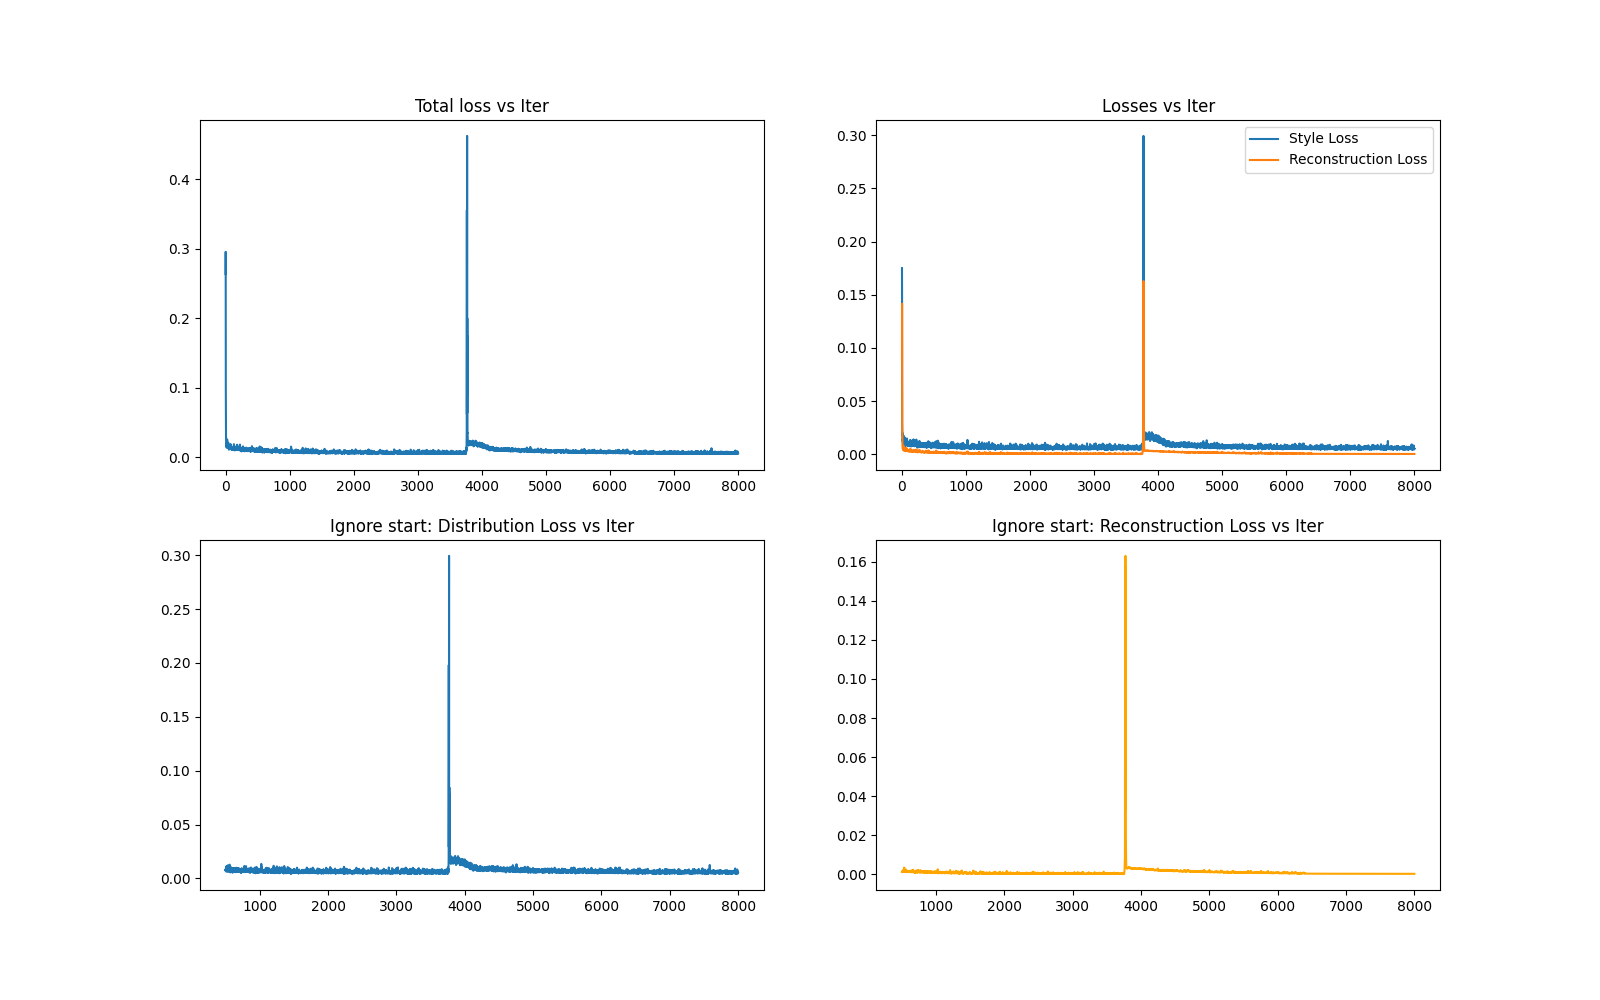 Total loss vs Iter
0.4
0.3
0.2
0.1
0.0
0 1000 2000 3000 4000 5000 6000 7000 8000
Losses vs Iter
Style Loss
Reconstruction Loss
0.30
0.25
0.20
0.15
0.10
0.05
0.00
0 1000 2000 3000 4000 5000 6000 7000 8000
Ignore start: Distribution Loss vs Iter
0.30
0.25
0.20
0.15
0.10
0.05
0.00
1000 2000 3000 4000 5000 6000 7000 8000
Ignore start: Reconstruction Loss vs Iter
0.16
0.14
0.12
0.10
0.08
0.06
0.04
0.02
0.00
1000 2000 3000 4000 5000 6000 7000 8000